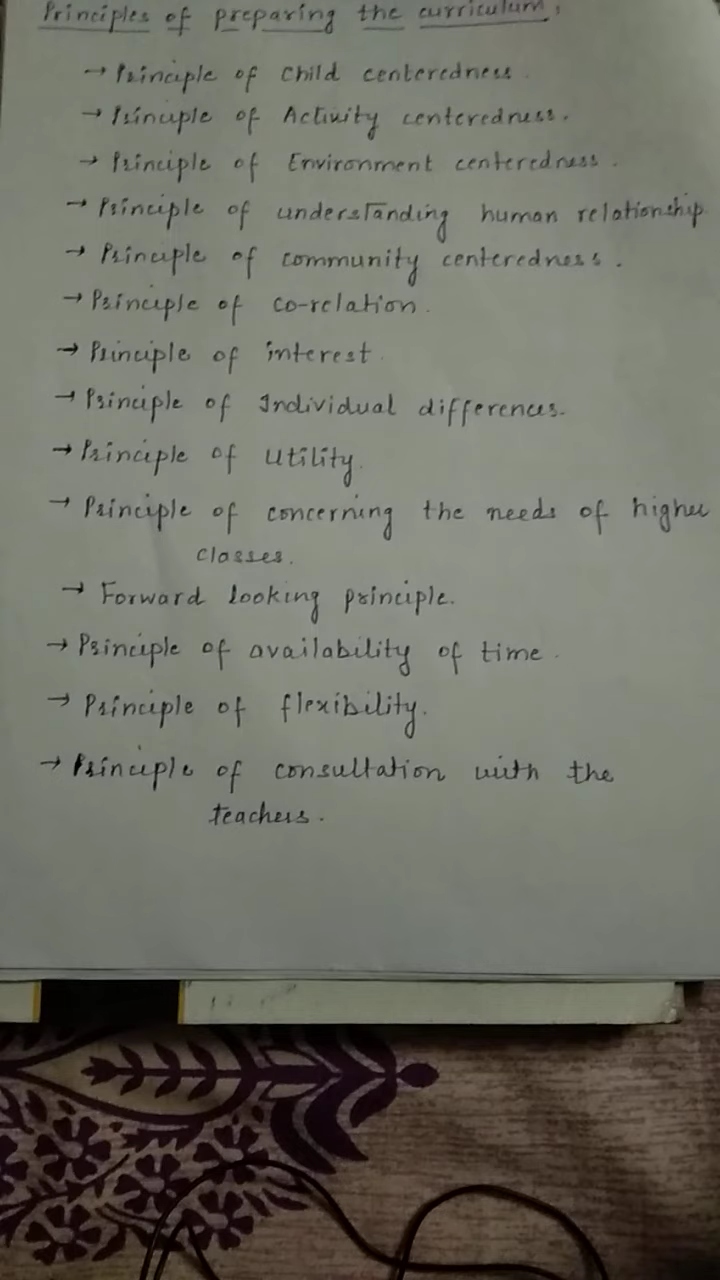 Principles of preparing the curriculum.
→ Principle of child centeredness.
→ Principle of Activity centeredness.
→ Principle of Environment centeredness.
→ Principle of understanding human relationship.
→ Principle of community centeredness.
→ Principle of co-relation.
→ Principle of interest.
→ Principle of Individual differences.
→ Principle of Utility.
→ Principle of concerning the needs of higher
classes.
→ Forward looking principle.
→ Principle of availability of time.
→ Principle of flexibility.
→ Principle of consultation with the
teachers.